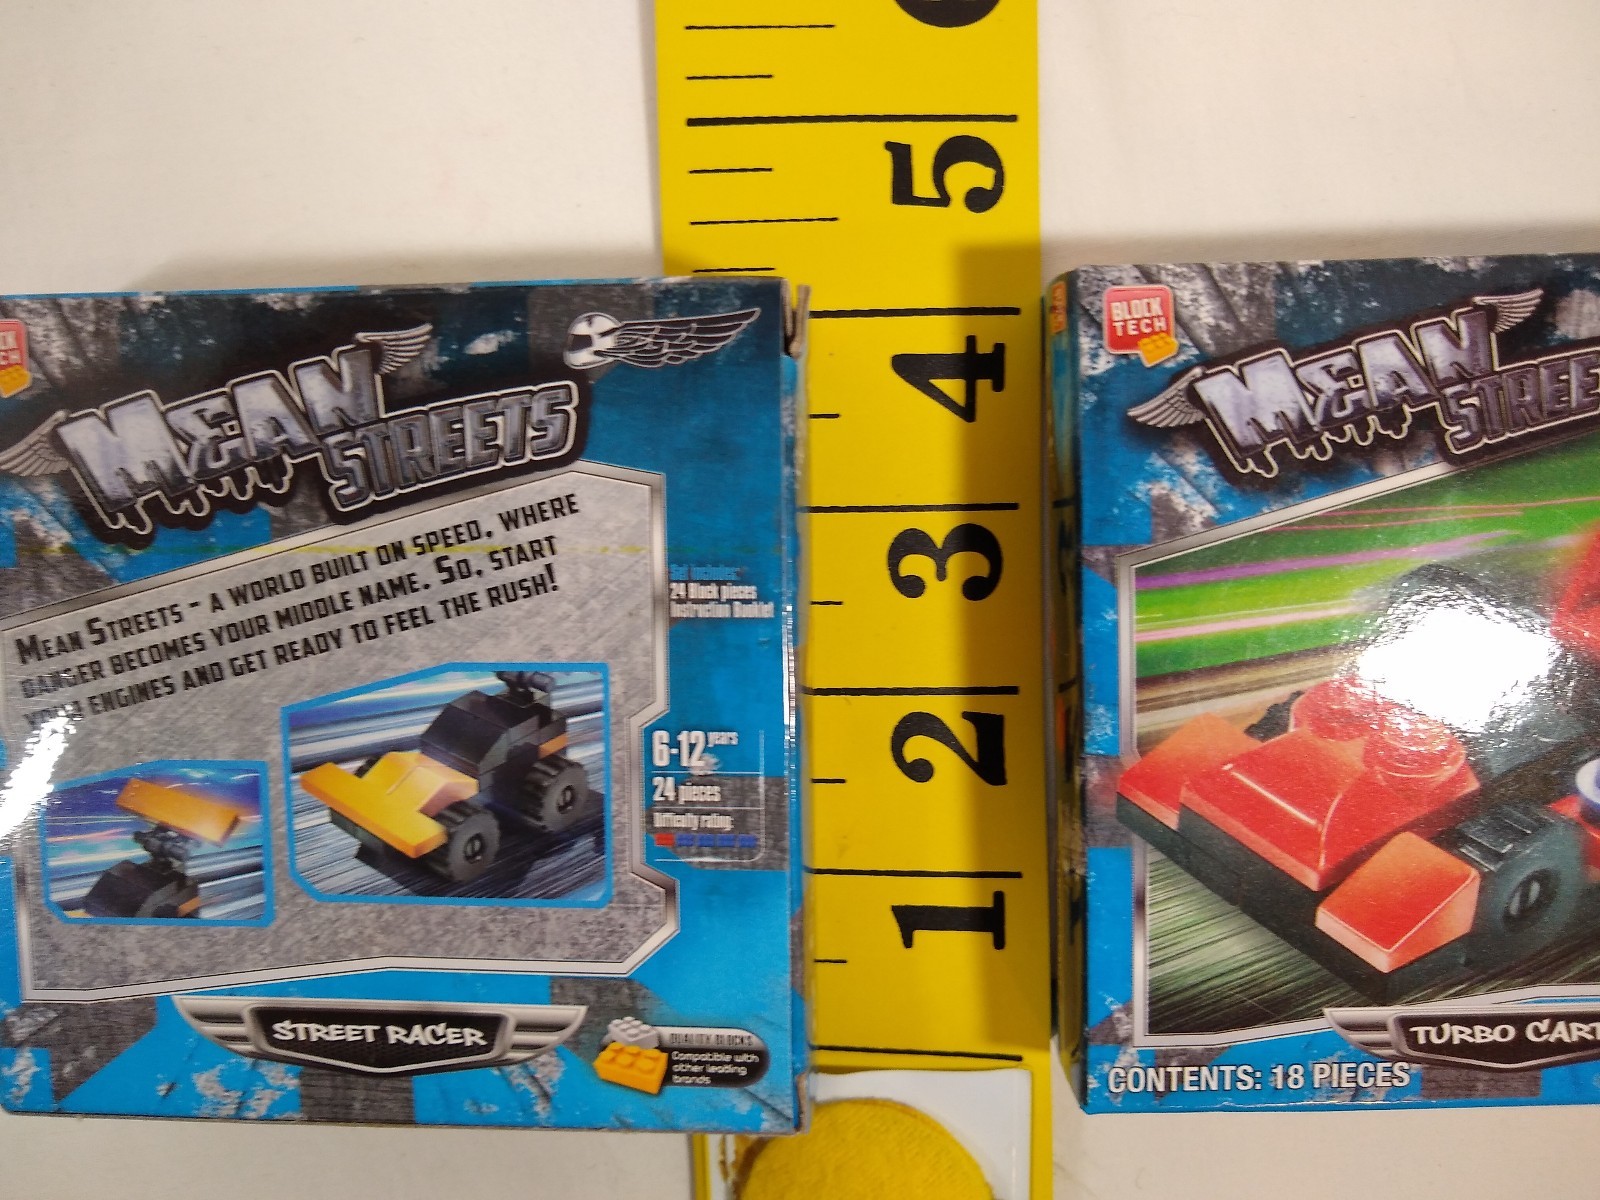 5
4
3
2
1
CK
CH
MEAN
STREETS
MEAN STREETS - A WORLD BUILT ON SPEED, WHERE
DANGER BECOMES YOUR MIDDLE NAME. SO, START
YOUR ENGINES AND GET READY TO FEEL THE RUSH!
Set includes:
24 Block pieces
Instruction Booklet
6-12 years
24 pieces
Difficulty rating:
STREET RACER
QUALITY BLOCKS
Compatible with
other leading
brands
BLOCK
TECH
MEAN
STREE
TURBO CART
CONTENTS: 18 PIECES